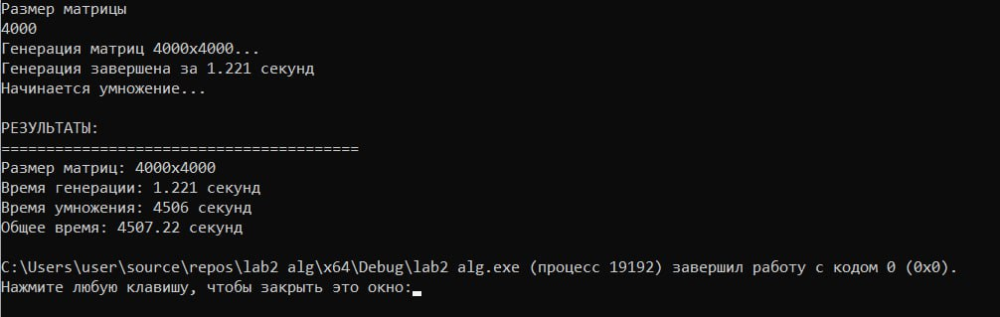 Размер матрицы
4000
Генерация матриц 4000x4000...
Генерация завершена за 1.221 секунд
Начинается умножение...
РЕЗУЛЬТАТЫ:
========================================
Размер матриц: 4000x4000
Время генерации: 1.221 секунд
Время умножения: 4506 секунд
Общее время: 4507.22 секунд
C:\Users\user\source\repos\lab2 alg\x64\Debug\lab2 alg.exe (процесс 19192) завершил работу с кодом 0 (0x0).
Нажмите любую клавишу, чтобы закрыть это окно: